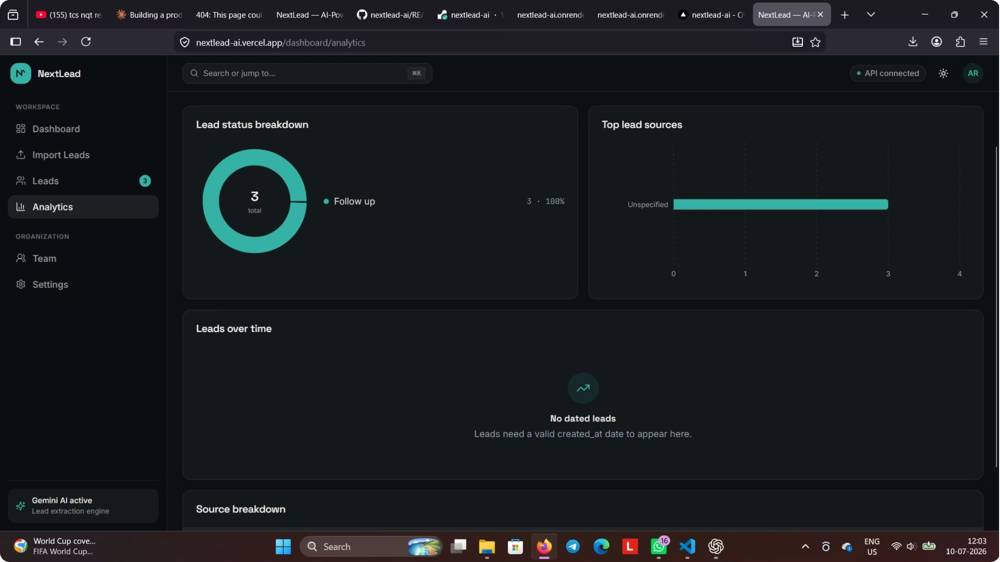 (155) tcs nqt re
Building a prod
404: This page coul
NextLead — AI-Pow
nextlead-ai/REA
nextlead-ai
nextlead-ai.onrende
nextlead-ai.onrende
nextlead-ai - O
NextLead — AI-P
nextlead-ai.vercel.app/dashboard/analytics
NextLead
Search or jump to...
⌘K
API connected
AR
WORKSPACE
Dashboard
Import Leads
Leads
3
Analytics
ORGANIZATION
Team
Settings
Gemini AI active
Lead extraction engine
Lead status breakdown
3
total
Follow up
3 · 100%
Top lead sources
Unspecified
0 1 2 3 4
Leads over time
No dated leads
Leads need a valid created_at date to appear here.
Source breakdown
World Cup cove...
FIFA World Cup...
Search
L
16
ENG
US
12:03
10-07-2026